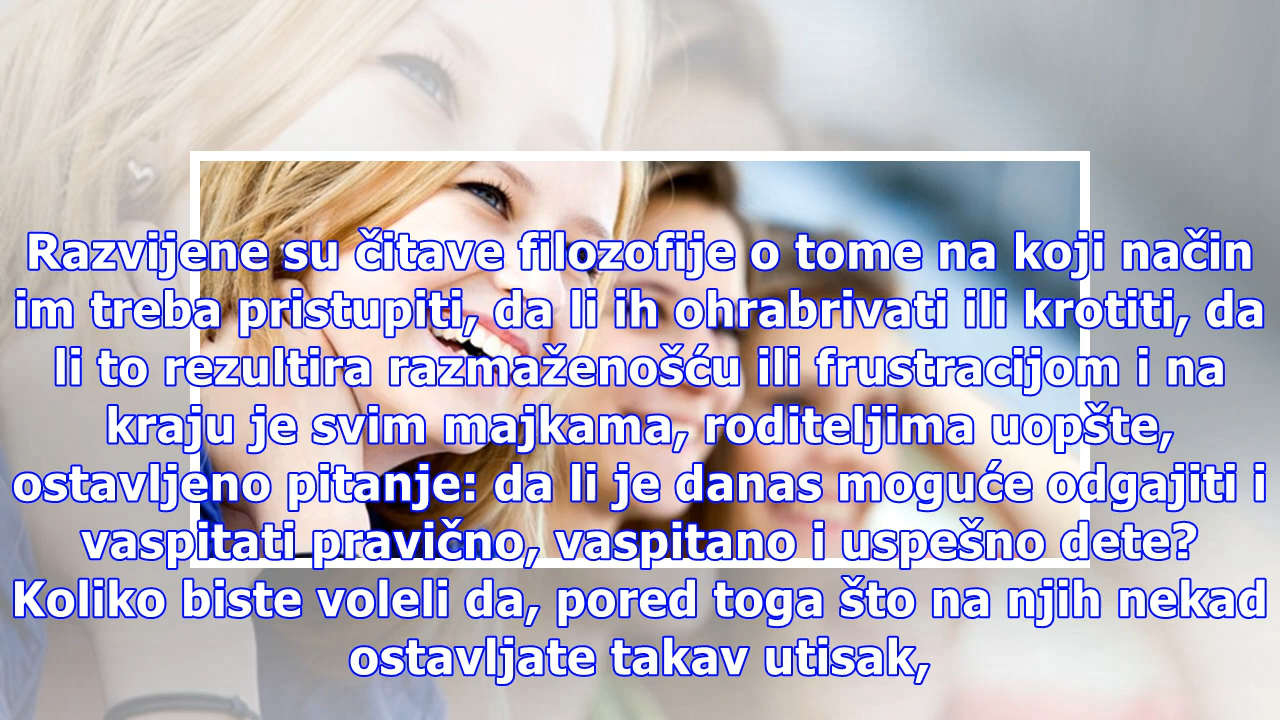 Razvijene su čitave filozofije o tome na koji način
im treba pristupiti, da li ih ohrabrivati ili krotiti, da
li to rezultira razmaženošću ili frustracijom i na
kraju je svim majkama, roditeljima uopšte,
ostavljeno pitanje: da li je danas moguće odgajiti i
vaspitati pravično, vaspitano i uspešno dete?
Koliko biste voleli da, pored toga što na njih nekad
ostavljate takav utisak,